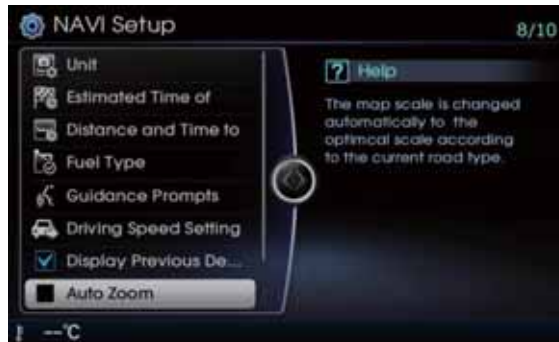 NAVI Setup
8/10
Unit
Estimated Time of
Distance and Time to
Fuel Type
Guidance Prompts
Driving Speed Setting
Display Previous De...
Auto Zoom
? Help
The map scale is changed
automatically to the
optimcal scale according
to the current road type.
--°C